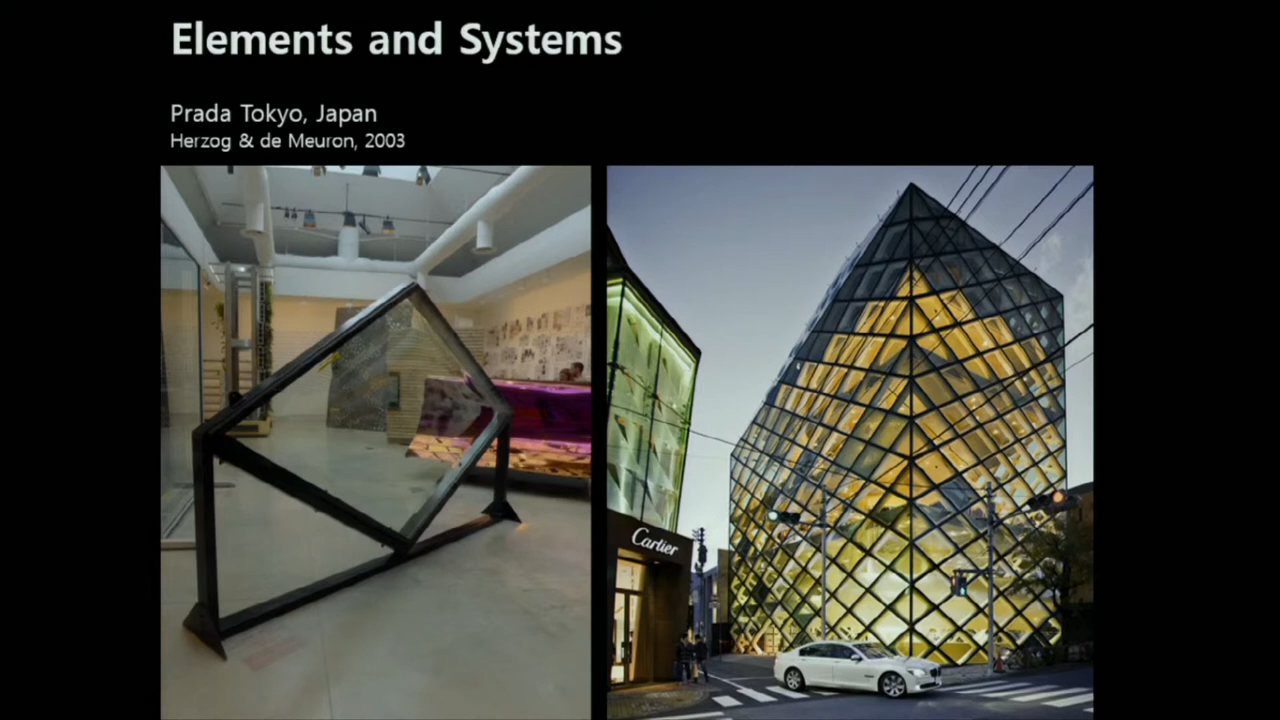 Elements and Systems
Prada Tokyo, Japan
Herzog & de Meuron, 2003
Cartier